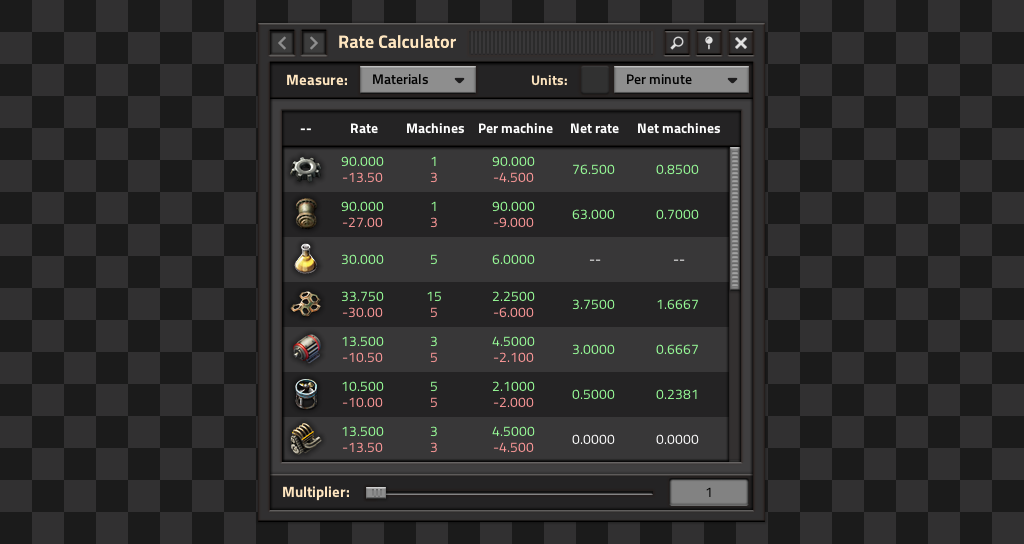 Rate Calculator
Measure: Materials Units: Per minute
-- Rate Machines Per machine Net rate Net machines
90.000 1 90.000 76.500 0.8500
-13.50 3 -4.500
90.000 1 90.000 63.000 0.7000
-27.00 3 -9.000
30.000 5 6.0000 -- --
33.750 15 2.2500 3.7500 1.6667
-30.00 5 -6.000
13.500 3 4.5000 3.0000 0.6667
-10.50 5 -2.100
10.500 5 2.1000 0.5000 0.2381
-10.00 5 -2.000
13.500 3 4.5000 0.0000 0.0000
-13.50 3 -4.500
Multiplier: 1